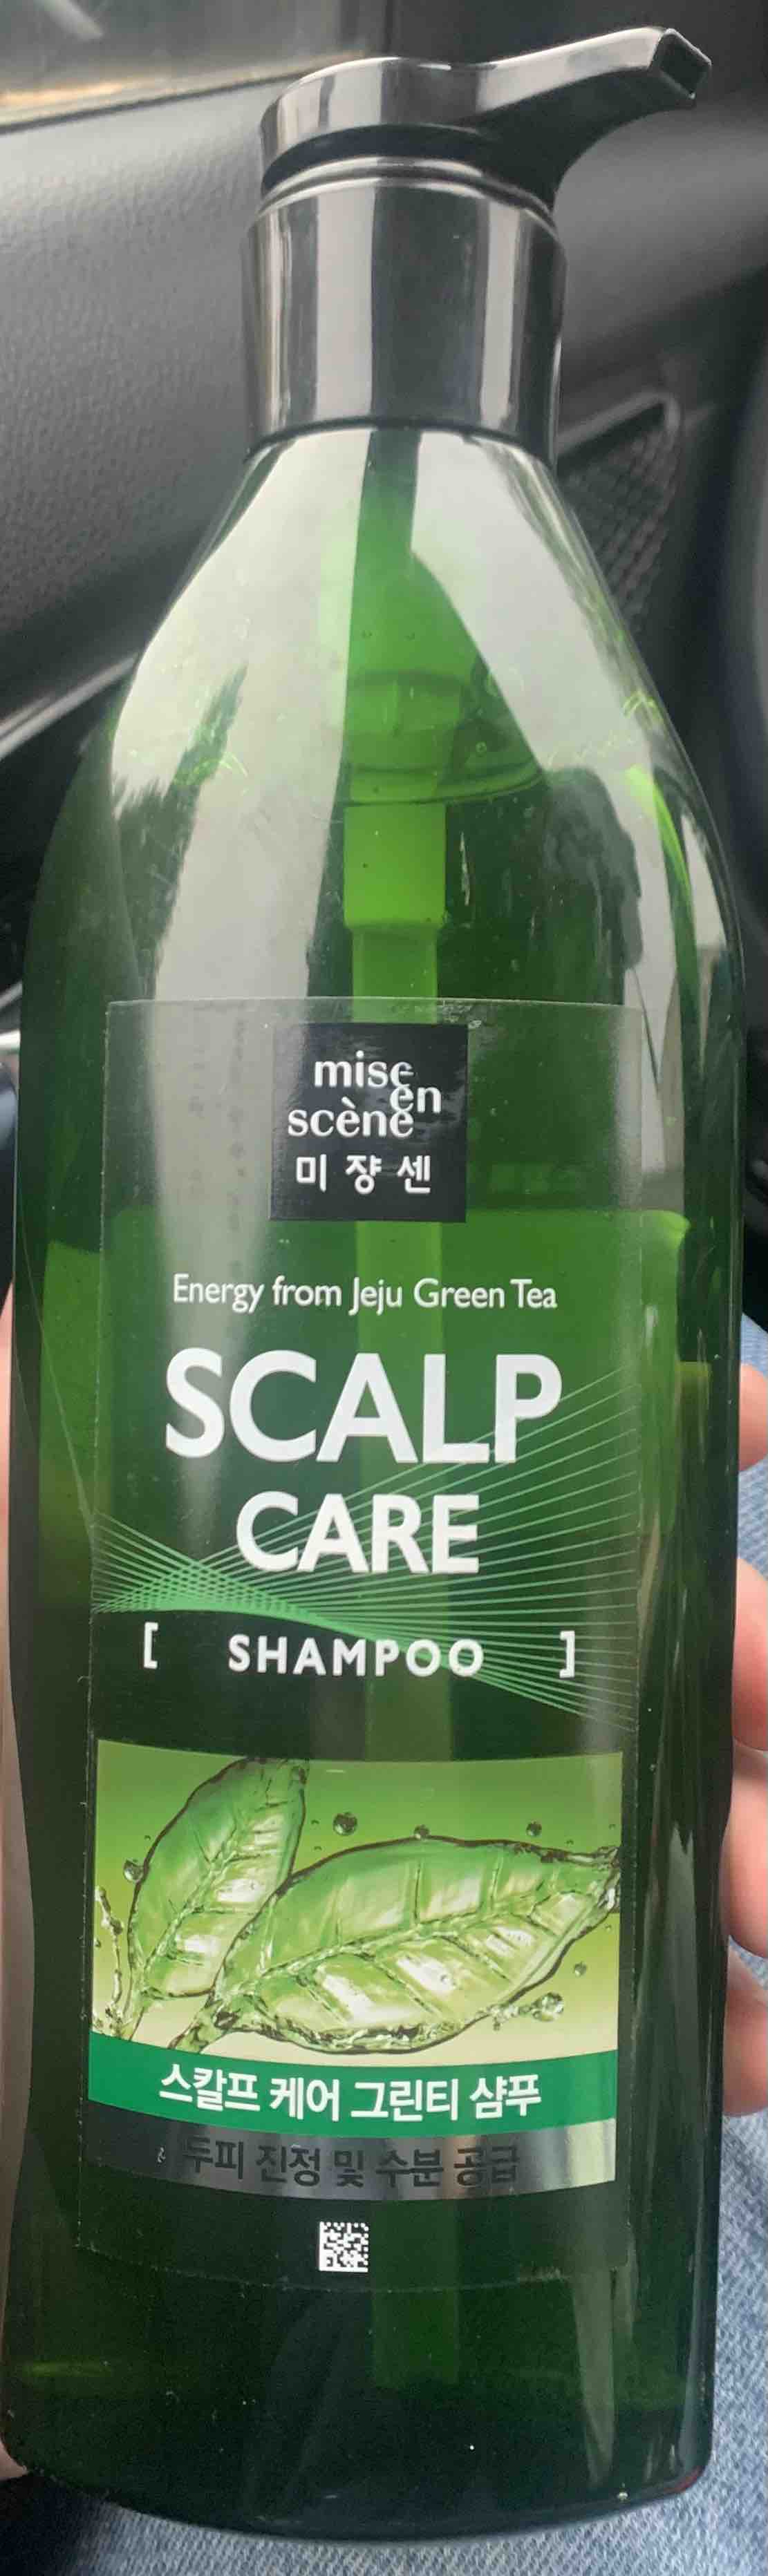 mise
en
scène
미쟝센
Energy from Jeju Green Tea
SCALP
CARE
[ SHAMPOO ]
스칼프 케어 그린티 샴푸
두피 진정 및 수분 공급